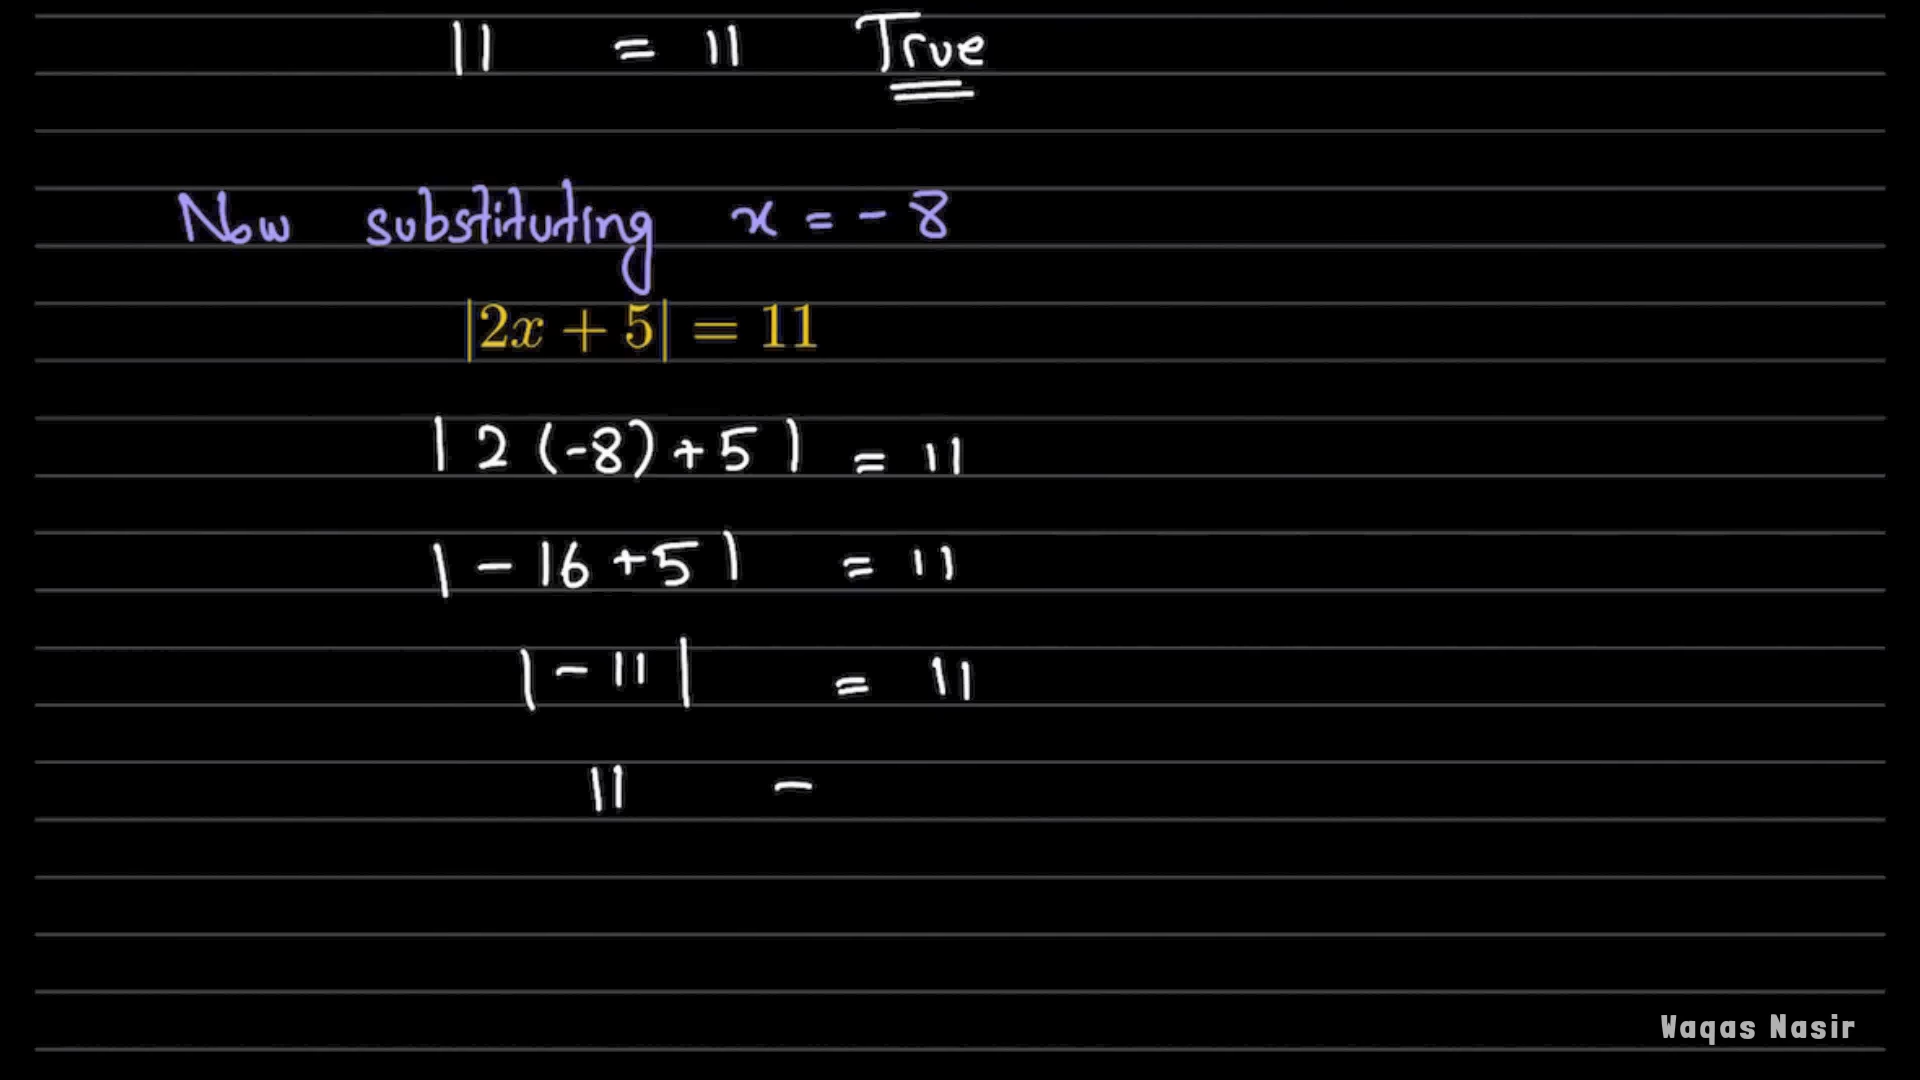 11 = 11 True
Now substituting x = - 8
|2x + 5| = 11
| 2 (-8) + 5 | = 11
| - 16 + 5 | = 11
| - 11 | = 11
11 -
Waqas Nasir